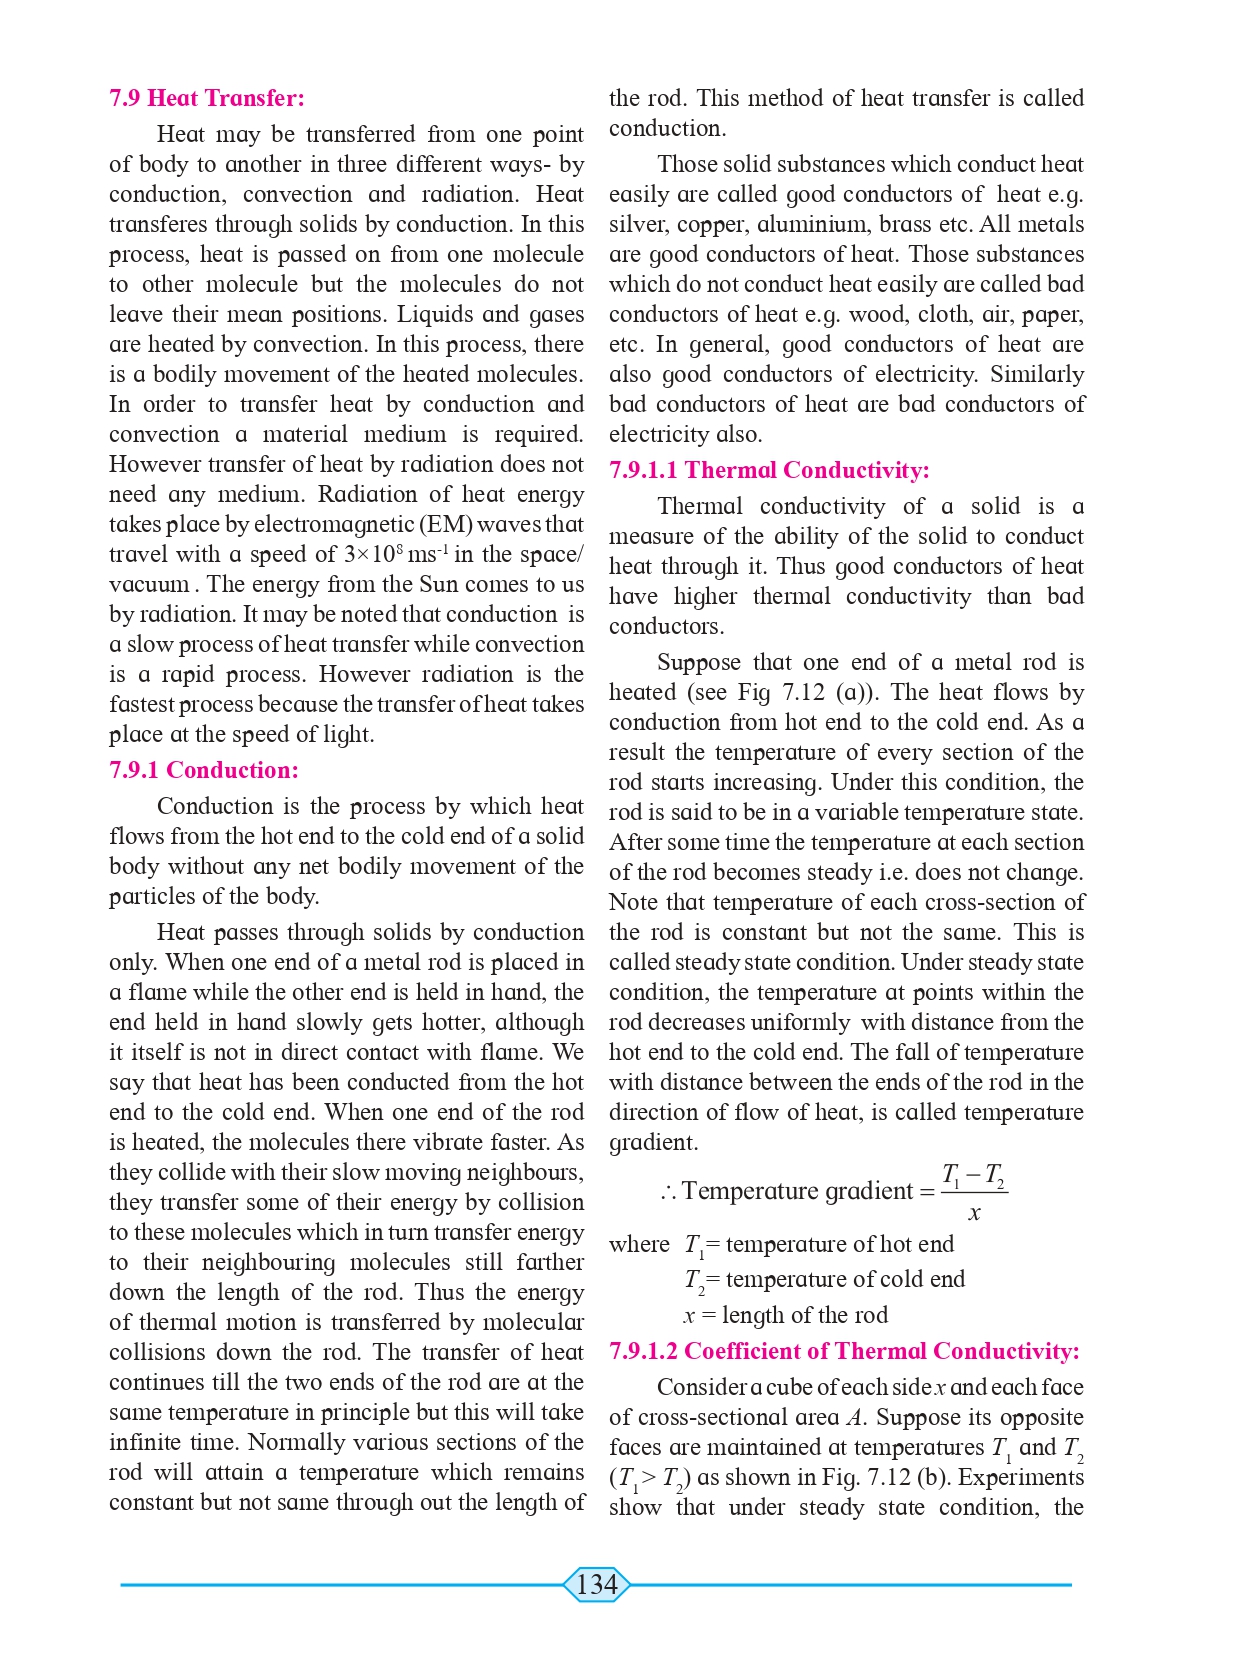 7.9 Heat Transfer:
Heat may be transferred from one point
of body to another in three different ways- by
conduction, convection and radiation. Heat
transferes through solids by conduction. In this
process, heat is passed on from one molecule
to other molecule but the molecules do not
leave their mean positions. Liquids and gases
are heated by convection. In this process, there
is a bodily movement of the heated molecules.
In order to transfer heat by conduction and
convection a material medium is required.
However transfer of heat by radiation does not
need any medium. Radiation of heat energy
takes place by electromagnetic (EM) waves that
travel with a speed of 3×10⁸ ms⁻¹ in the space/
vacuum . The energy from the Sun comes to us
by radiation. It may be noted that conduction is
a slow process of heat transfer while convection
is a rapid process. However radiation is the
fastest process because the transfer of heat takes
place at the speed of light.
7.9.1 Conduction:
Conduction is the process by which heat
flows from the hot end to the cold end of a solid
body without any net bodily movement of the
particles of the body.
Heat passes through solids by conduction
only. When one end of a metal rod is placed in
a flame while the other end is held in hand, the
end held in hand slowly gets hotter, although
it itself is not in direct contact with flame. We
say that heat has been conducted from the hot
end to the cold end. When one end of the rod
is heated, the molecules there vibrate faster. As
they collide with their slow moving neighbours,
they transfer some of their energy by collision
to these molecules which in turn transfer energy
to their neighbouring molecules still farther
down the length of the rod. Thus the energy
of thermal motion is transferred by molecular
collisions down the rod. The transfer of heat
continues till the two ends of the rod are at the
same temperature in principle but this will take
infinite time. Normally various sections of the
rod will attain a temperature which remains
constant but not same through out the length of
the rod. This method of heat transfer is called
conduction.
Those solid substances which conduct heat
easily are called good conductors of heat e.g.
silver, copper, aluminium, brass etc. All metals
are good conductors of heat. Those substances
which do not conduct heat easily are called bad
conductors of heat e.g. wood, cloth, air, paper,
etc. In general, good conductors of heat are
also good conductors of electricity. Similarly
bad conductors of heat are bad conductors of
electricity also.
7.9.1.1 Thermal Conductivity:
Thermal conductivity of a solid is a
measure of the ability of the solid to conduct
heat through it. Thus good conductors of heat
have higher thermal conductivity than bad
conductors.
Suppose that one end of a metal rod is
heated (see Fig 7.12 (a)). The heat flows by
conduction from hot end to the cold end. As a
result the temperature of every section of the
rod starts increasing. Under this condition, the
rod is said to be in a variable temperature state.
After some time the temperature at each section
of the rod becomes steady i.e. does not change.
Note that temperature of each cross-section of
the rod is constant but not the same. This is
called steady state condition. Under steady state
condition, the temperature at points within the
rod decreases uniformly with distance from the
hot end to the cold end. The fall of temperature
with distance between the ends of the rod in the
direction of flow of heat, is called temperature
gradient.
∴ Temperature gradient = (T₁ – T₂)/x
where T₁= temperature of hot end
T₂= temperature of cold end
x = length of the rod
7.9.1.2 Coefficient of Thermal Conductivity:
Consider a cube of each side x and each face
of cross-sectional area A. Suppose its opposite
faces are maintained at temperatures T₁ and T₂
(T₁ > T₂) as shown in Fig. 7.12 (b). Experiments
show that under steady state condition, the
134